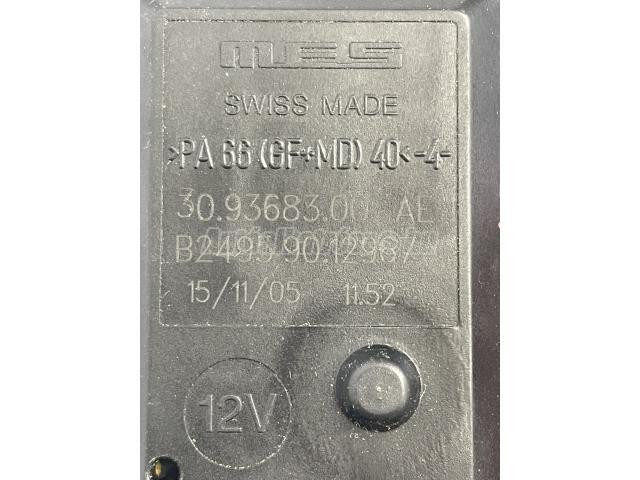 MES
SWISS MADE
>PA 66 (GF+MD) 40< -4-
30.93683.00 AE
B2495 90.12987
15/11/05 11.52
12V